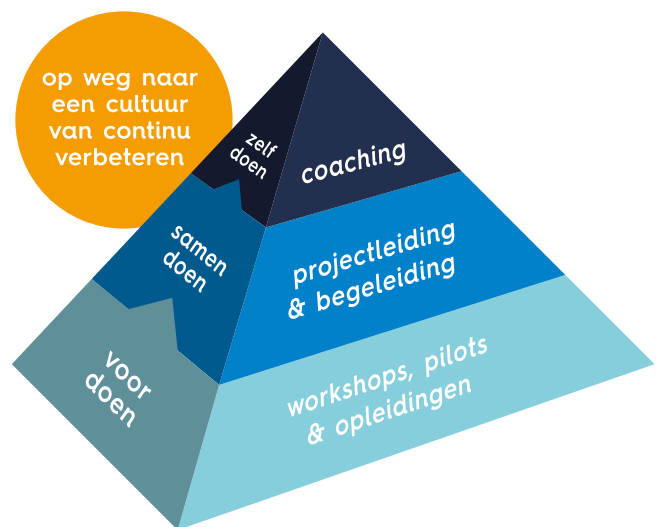 op weg naar
een cultuur
van continu
verbeteren
zelf
doen
coaching
samen
doen
projectleiding
& begeleiding
voor
doen
workshops, pilots
& opleidingen